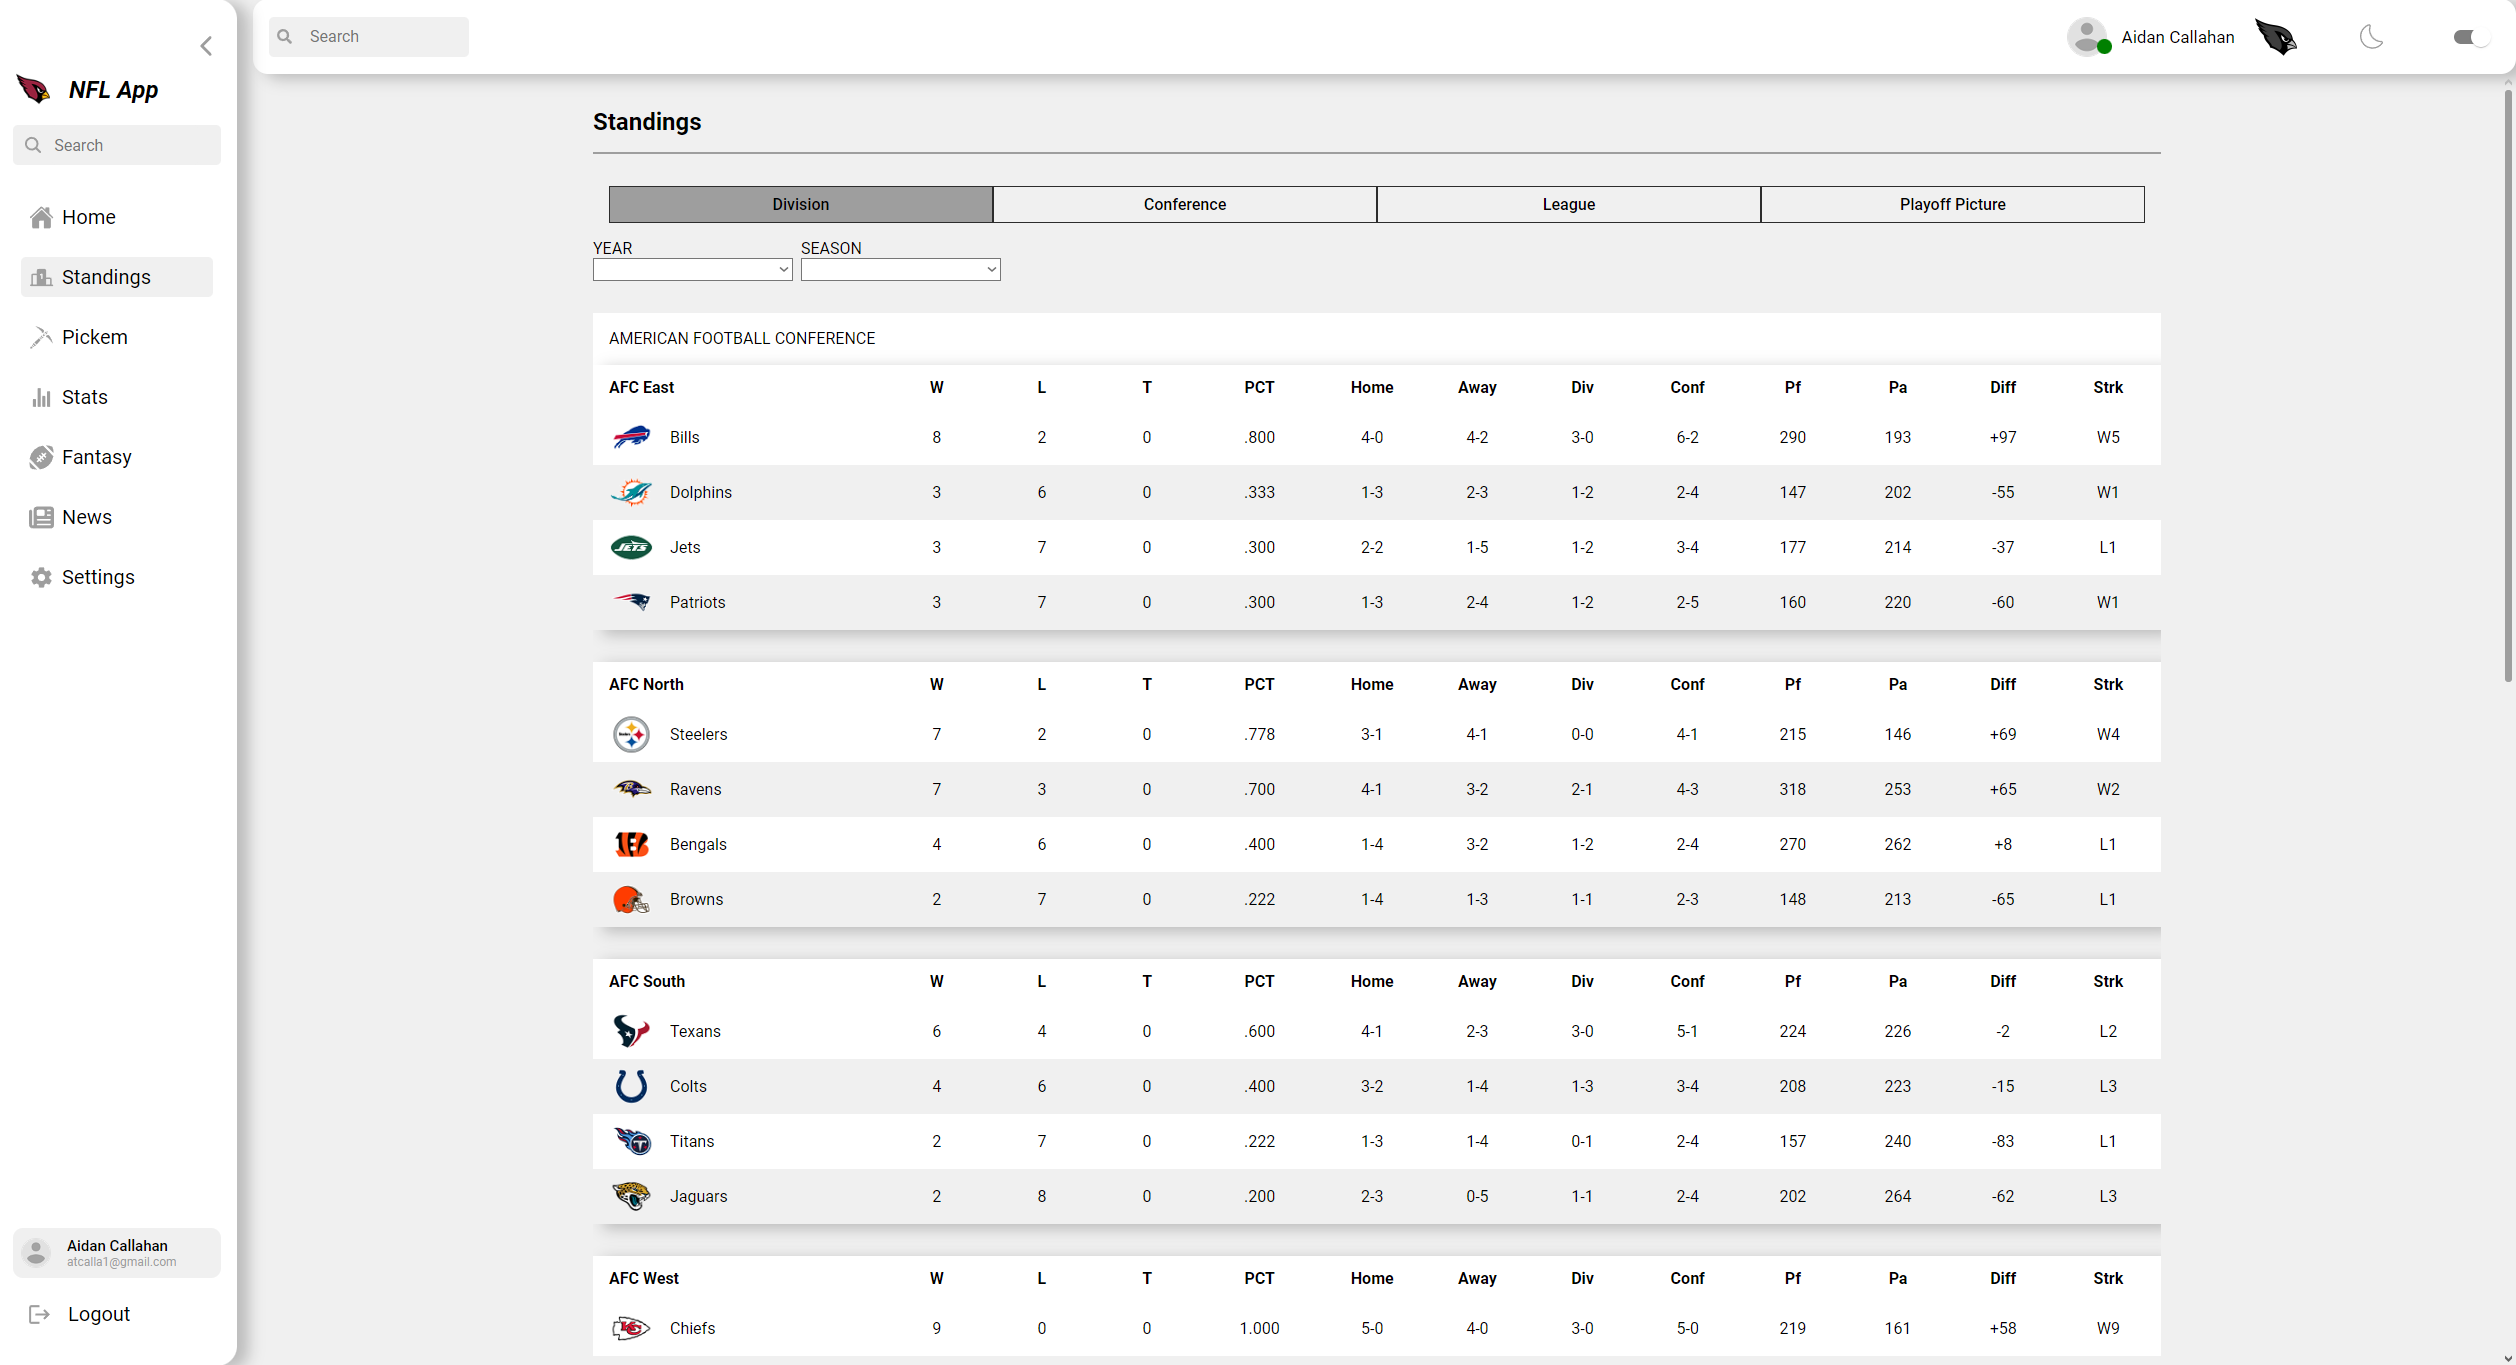 NFL App
Search
Home
Standings
Pickem
Stats
Fantasy
News
Settings
Aidan Callahan
atcalla1@gmail.com
Logout
Search
Aidan Callahan
Standings
Division Conference League Playoff Picture
YEAR SEASON
AMERICAN FOOTBALL CONFERENCE
AFC East W L T PCT Home Away Div Conf Pf Pa Diff Strk
Bills 8 2 0 .800 4-0 4-2 3-0 6-2 290 193 +97 W5
Dolphins 3 6 0 .333 1-3 2-3 1-2 2-4 147 202 -55 W1
JETS Jets 3 7 0 .300 2-2 1-5 1-2 3-4 177 214 -37 L1
Patriots 3 7 0 .300 1-3 2-4 1-2 2-5 160 220 -60 W1
AFC North W L T PCT Home Away Div Conf Pf Pa Diff Strk
Steelers 7 2 0 .778 3-1 4-1 0-0 4-1 215 146 +69 W4
Ravens 7 3 0 .700 4-1 3-2 2-1 4-3 318 253 +65 W2
Bengals 4 6 0 .400 1-4 3-2 1-2 2-4 270 262 +8 L1
Browns 2 7 0 .222 1-4 1-3 1-1 2-3 148 213 -65 L1
AFC South W L T PCT Home Away Div Conf Pf Pa Diff Strk
Texans 6 4 0 .600 4-1 2-3 3-0 5-1 224 226 -2 L2
Colts 4 6 0 .400 3-2 1-4 1-3 3-4 208 223 -15 L3
Titans 2 7 0 .222 1-3 1-4 0-1 2-4 157 240 -83 L1
Jaguars 2 8 0 .200 2-3 0-5 1-1 2-4 202 264 -62 L3
AFC West W L T PCT Home Away Div Conf Pf Pa Diff Strk
KC Chiefs 9 0 0 1.000 5-0 4-0 3-0 5-0 219 161 +58 W9